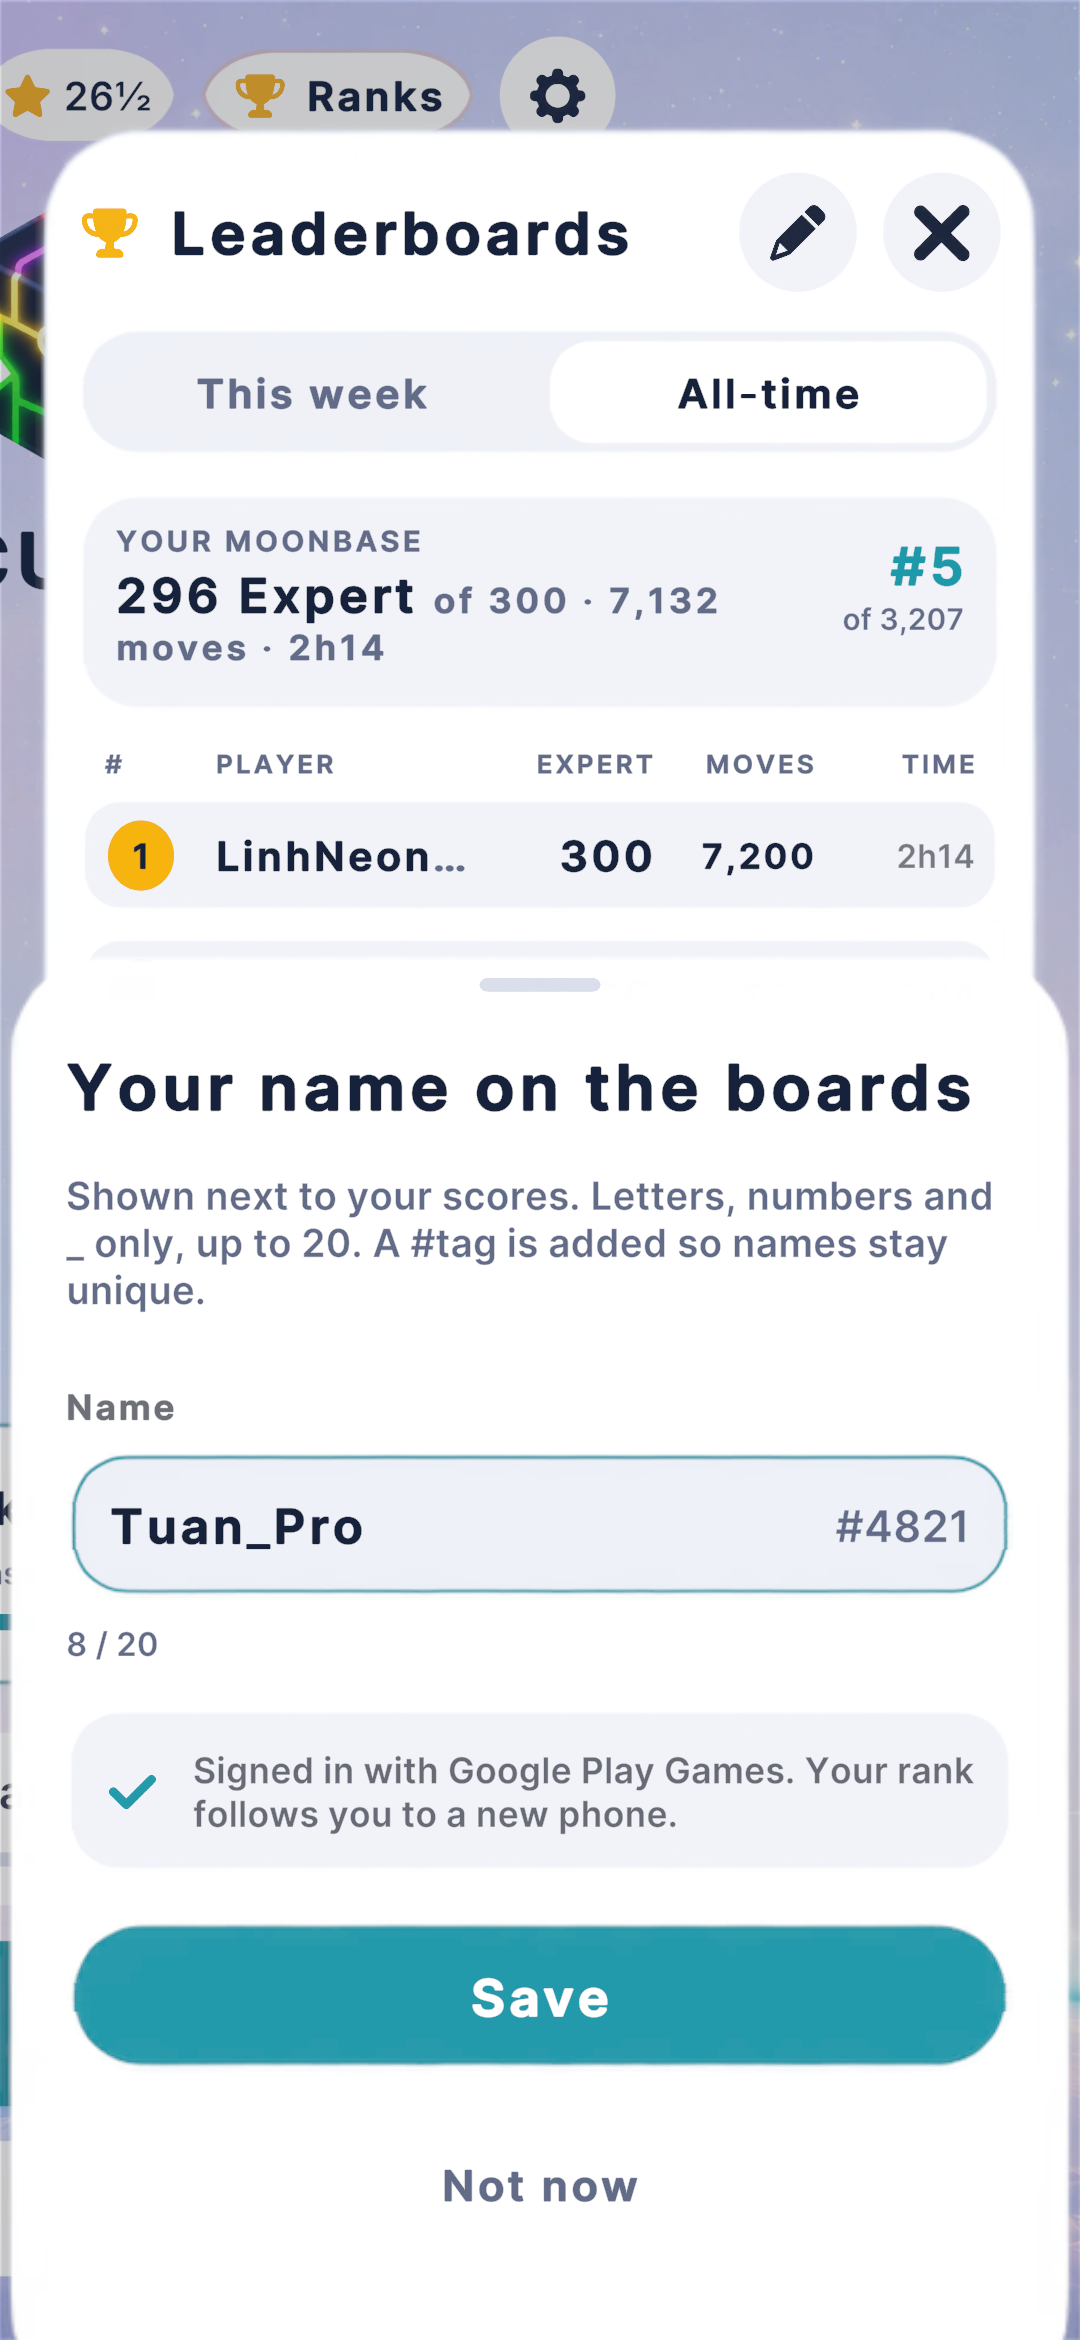 26½ Ranks
Leaderboards
This week All-time
YOUR MOONBASE
296 Expert of 300 · 7,132
moves · 2h14
#5
of 3,207
# PLAYER EXPERT MOVES TIME
1 LinhNeon... 300 7,200 2h14
Your name on the boards
Shown next to your scores. Letters, numbers and
_ only, up to 20. A #tag is added so names stay
unique.
Name
Tuan_Pro #4821
8 / 20
Signed in with Google Play Games. Your rank
follows you to a new phone.
Save
Not now